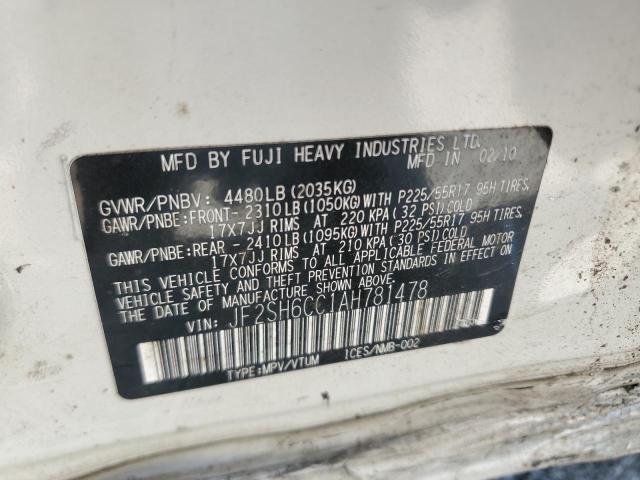 MFD BY FUJI HEAVY INDUSTRIES LTD.
MFD IN 02/10
GVWR/PNBV: 4480LB(2035KG)
GAWR/PNBE:FRONT- 2310LB(1050KG)WITH P225/55R17 95H TIRES,
17X7JJ RIMS AT 220 KPA(32 PSI)COLD
GAWR/PNBE:REAR - 2410LB(1095KG)WITH P225/55R17 95H TIRES,
17X7JJ RIMS AT 210 KPA(30 PSI)COLD
THIS VEHICLE CONFORMS TO ALL APPLICABLE FEDERAL MOTOR
VEHICLE SAFETY AND THEFT PREVENTION STANDARDS IN EFFECT ON
THE DATE OF MANUFACTURE SHOWN ABOVE.
VIN: JF2SH6CC1AH781478
TYPE:MPV/VTUM ICES/NMB-002